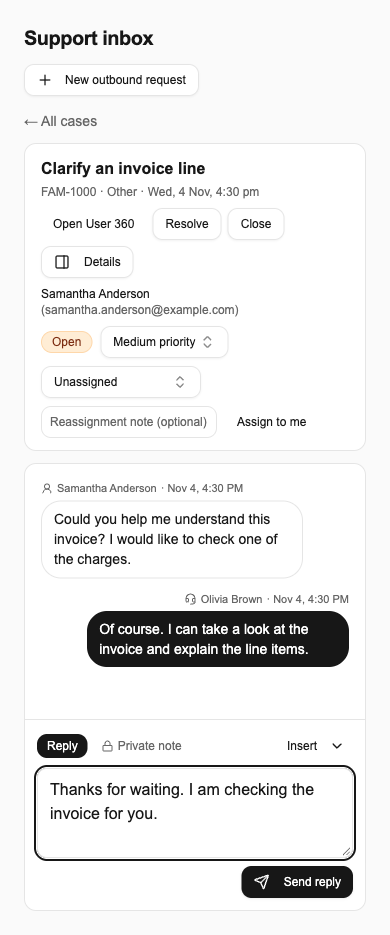 Support inbox
New outbound request
← All cases
Clarify an invoice line
FAM-1000 · Other · Wed, 4 Nov, 4:30 pm
Open User 360
Resolve
Close
Details
Samantha Anderson
(samantha.anderson@example.com)
Open
Medium priority
Unassigned
Reassignment note (optional)
Assign to me
Samantha Anderson · Nov 4, 4:30 PM
Could you help me understand this
invoice? I would like to check one of
the charges.
Olivia Brown · Nov 4, 4:30 PM
Of course. I can take a look at the
invoice and explain the line items.
Reply
Private note
Insert
Thanks for waiting. I am checking the
invoice for you.
Send reply